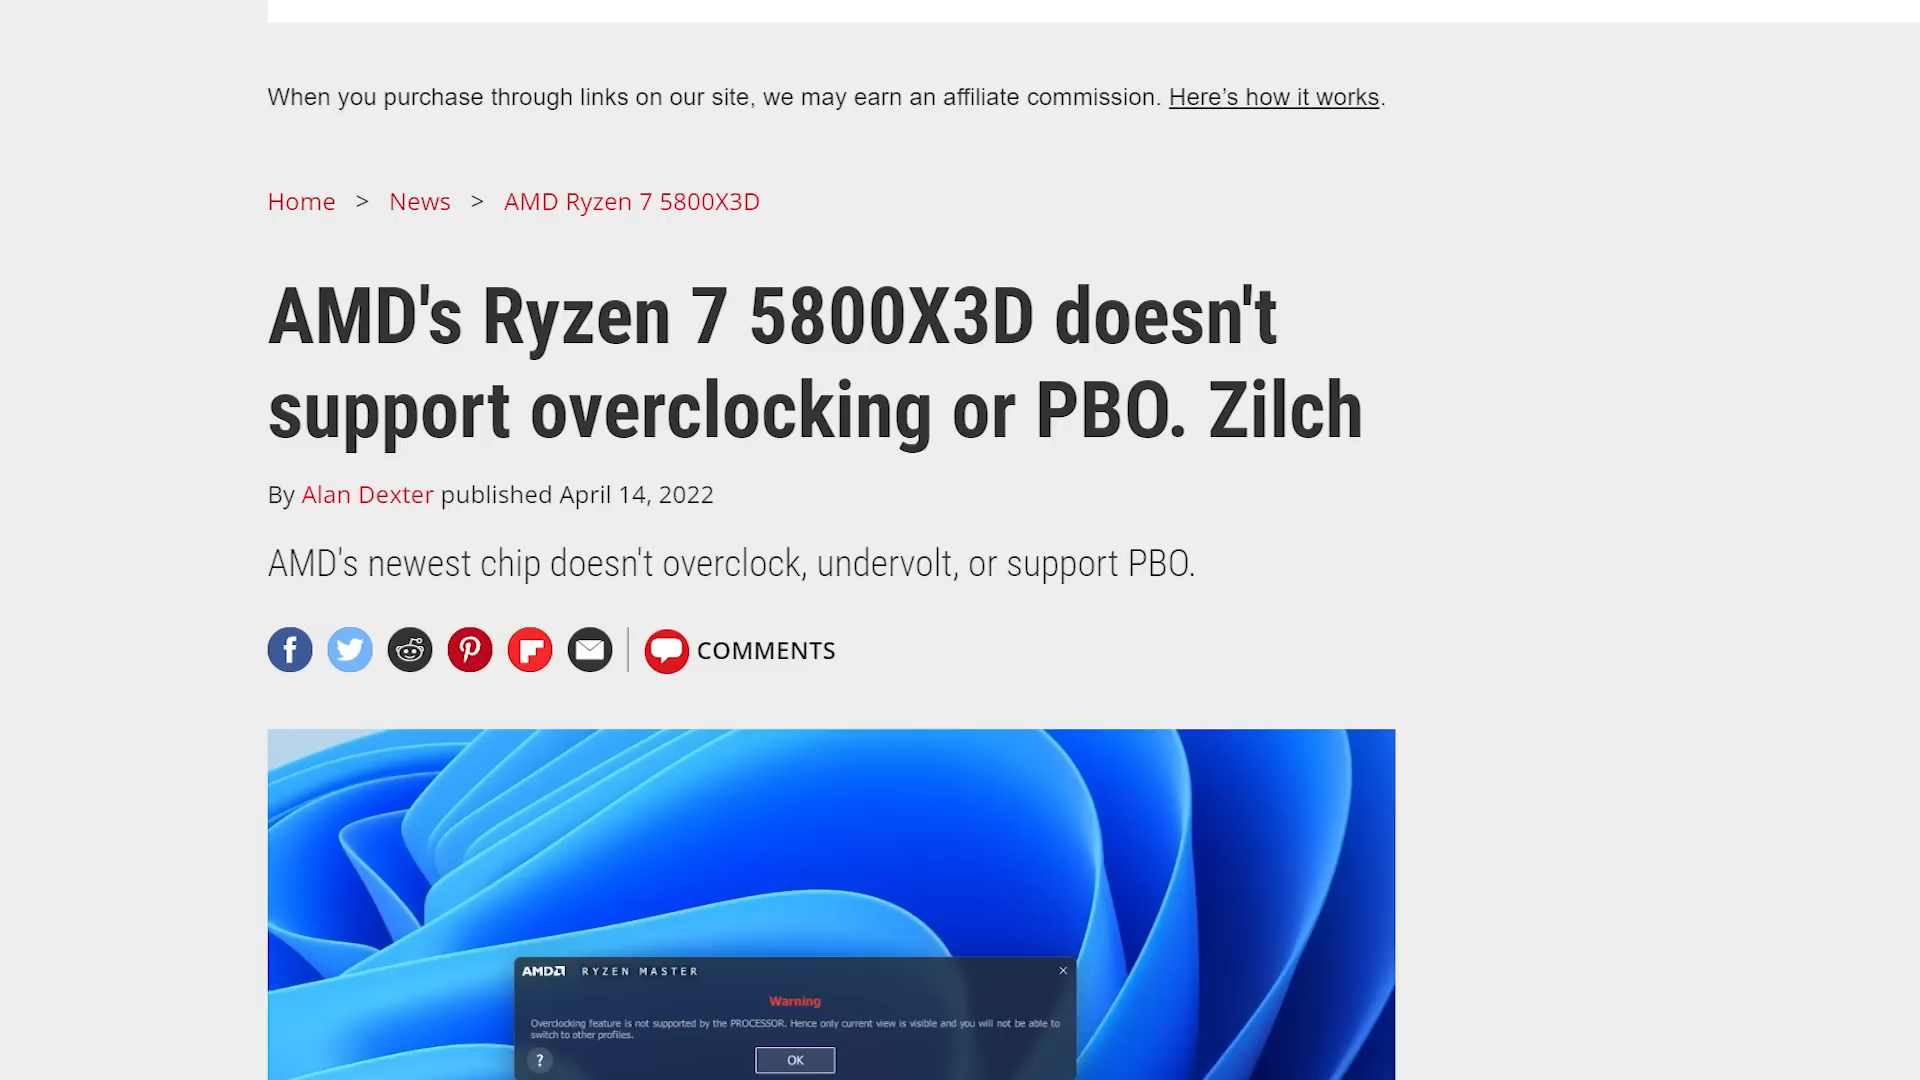 When you purchase through links on our site, we may earn an affiliate commission. Here’s how it works.
Home > News > AMD Ryzen 7 5800X3D
AMD's Ryzen 7 5800X3D doesn't
support overclocking or PBO. Zilch
By Alan Dexter published April 14, 2022
AMD's newest chip doesn't overclock, undervolt, or support PBO.
COMMENTS
AMD RYZEN MASTER
Warning
Overclocking feature is not supported by the PROCESSOR. Hence only current view is visible and you will not be able to
switch to other profiles.
? OK